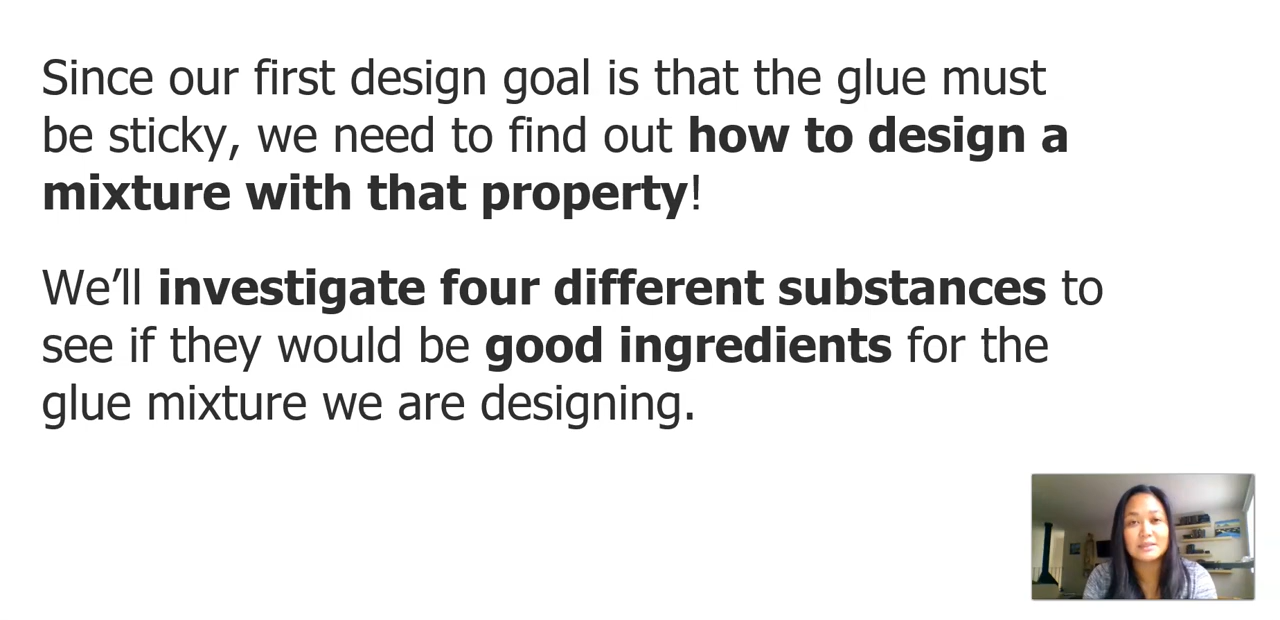 Since our first design goal is that the glue must
be sticky, we need to find out how to design a
mixture with that property!
We’ll investigate four different substances to
see if they would be good ingredients for the
glue mixture we are designing.